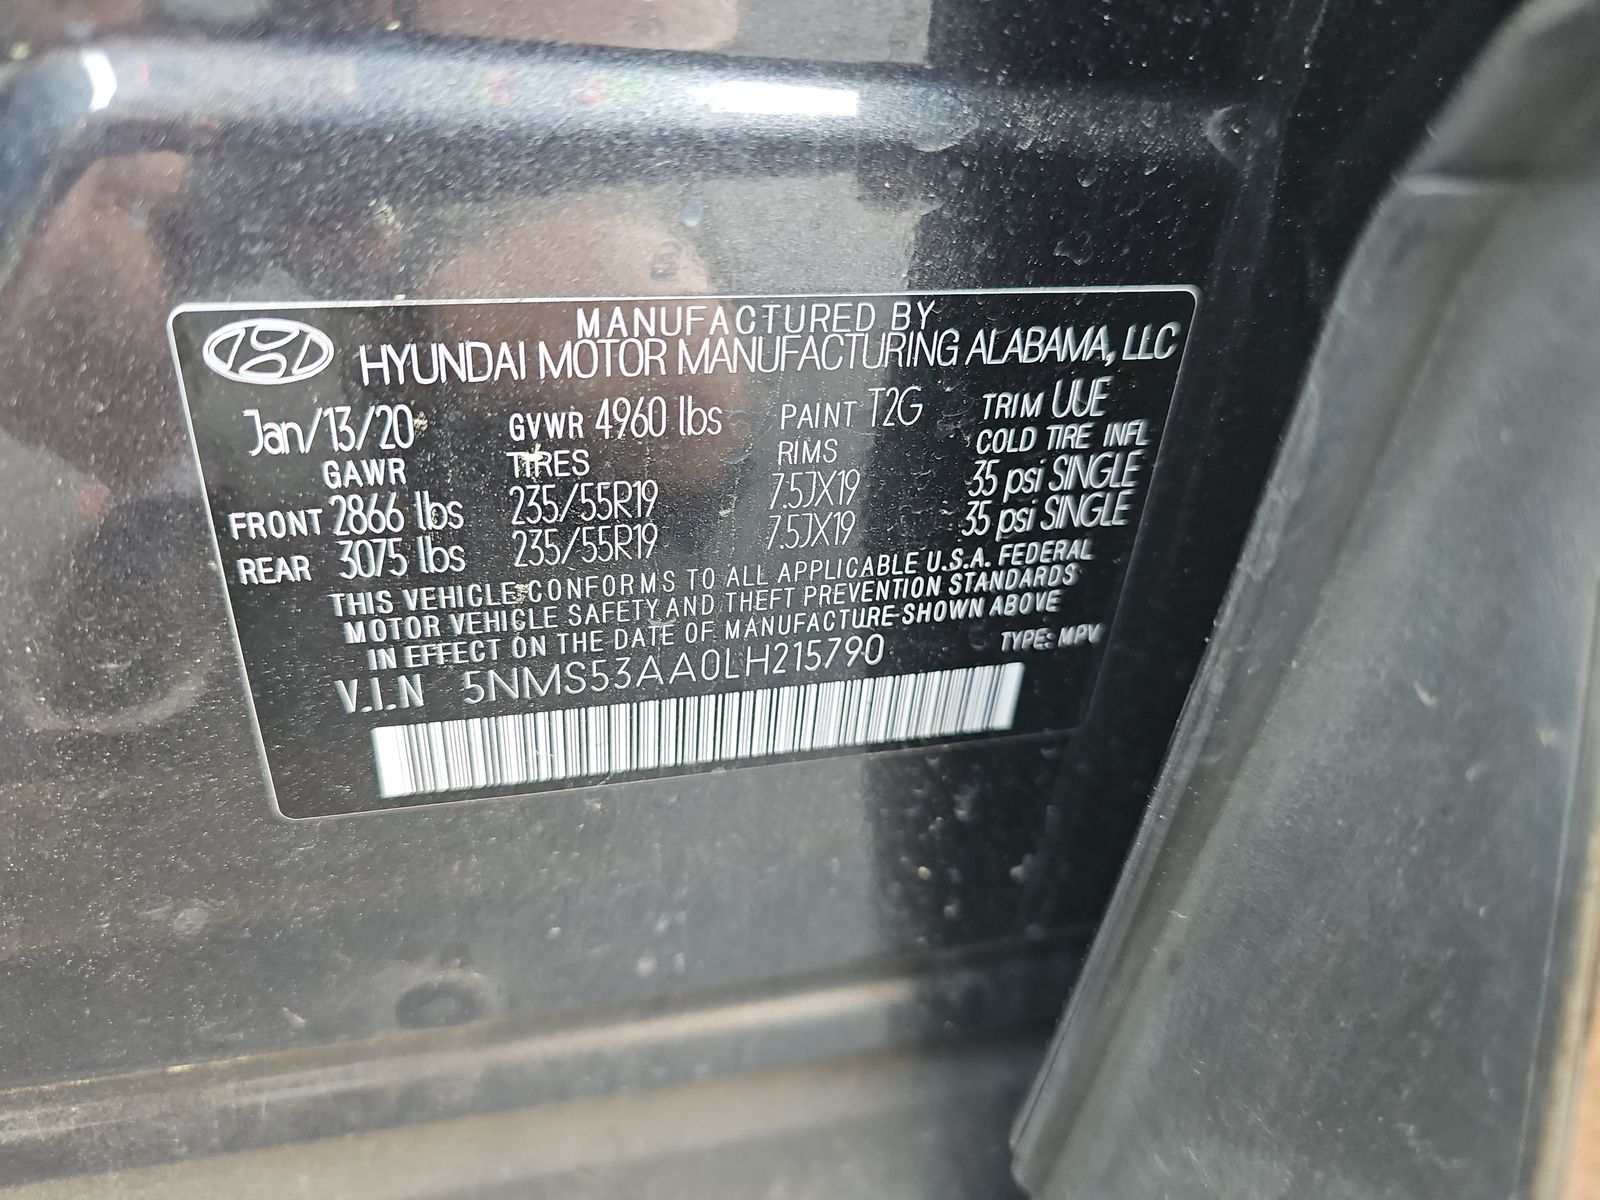 MANUFACTURED BY
HYUNDAI MOTOR MANUFACTURING ALABAMA, LLC
Jan/13/20 GVWR 4960 lbs PAINT T2G TRIM UUE
GAWR TIRES RIMS COLD TIRE INFL
FRONT 2866 lbs 235/55R19 7.5JX19 35 psi SINGLE
REAR 3075 lbs 235/55R19 7.5JX19 35 psi SINGLE
THIS VEHICLE CONFORMS TO ALL APPLICABLE U.S.A. FEDERAL
MOTOR VEHICLE SAFETY AND THEFT PREVENTION STANDARDS
IN EFFECT ON THE DATE OF MANUFACTURE SHOWN ABOVE
V.I.N 5NMS53AA0LH215790 TYPE: MPV